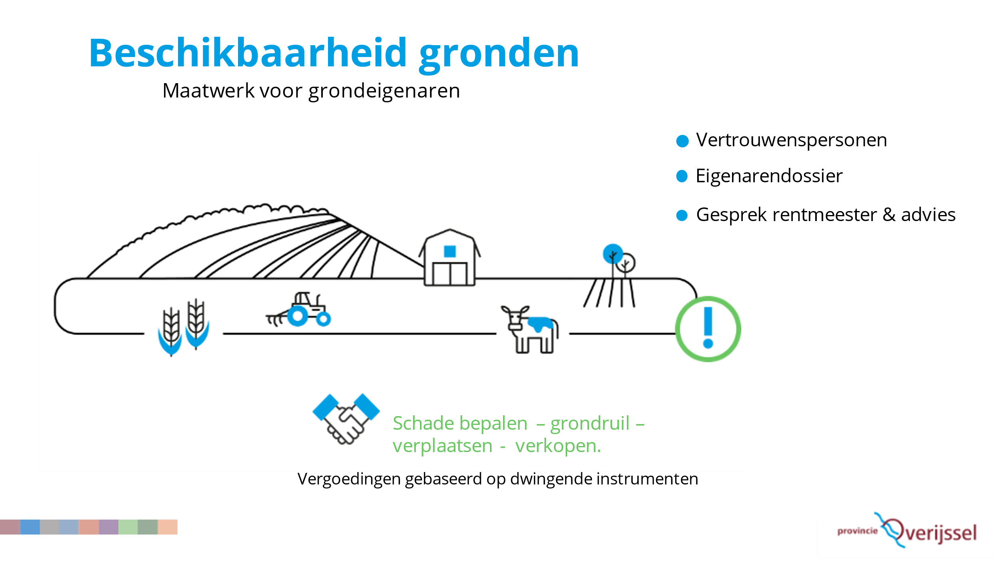 Beschikbaarheid gronden
Maatwerk voor grondeigenaren
Vertrouwenspersonen
Eigenarendossier
Gesprek rentmeester & advies
Schade bepalen – grondruil –
verplaatsen - verkopen.
Vergoedingen gebaseerd op dwingende instrumenten
provincie Overijssel